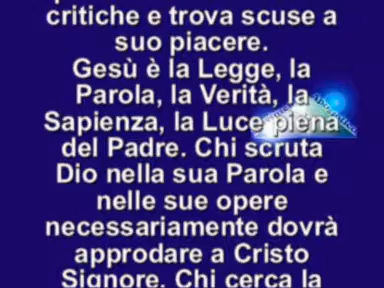 critiche e trova scuse a
suo piacere.
Gesù è la Legge, la
Parola, la Verità, la
Sapienza, la Luce piena
del Padre. Chi scruta
Dio nella sua Parola e
nelle sue opere
necessariamente dovrà
approdare a Cristo
Signore. Chi cerca la